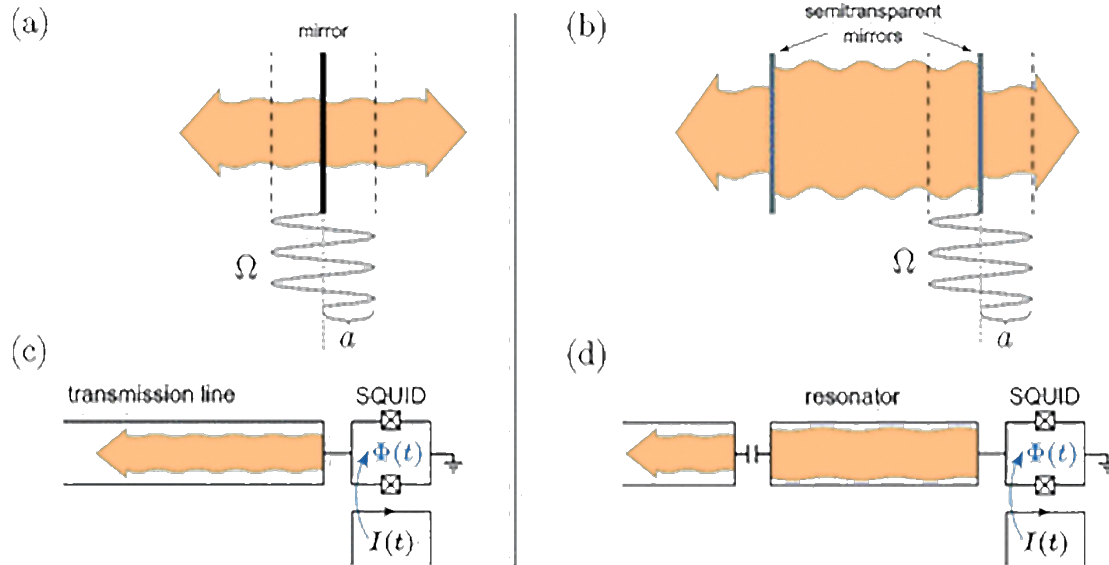 (a)
mirror
Ω
a
(b)
semitransparent
mirrors
Ω
a
(c)
transmission line
SQUID
Φ(t)
I(t)
(d)
resonator
SQUID
Φ(t)
I(t)